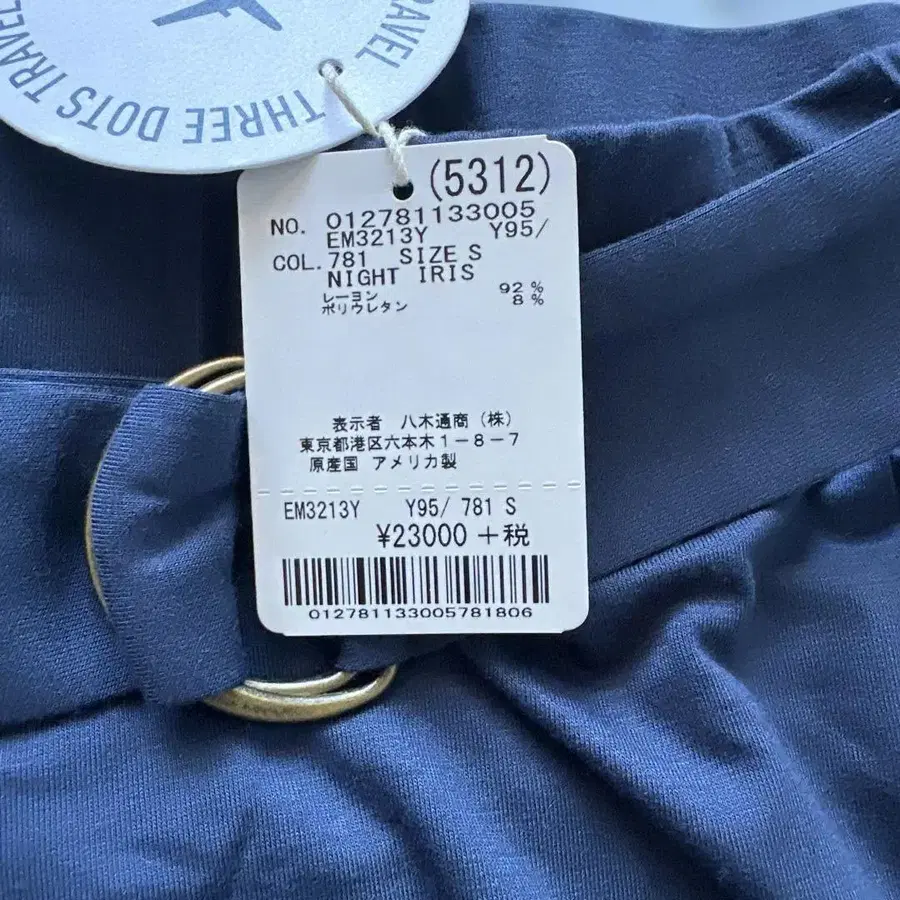 THREE DOTS TRAVEL
TRAVEL
(5312)
NO. 012781133005
EM3213Y Y95/
COL. 781 SIZE S
NIGHT IRIS
レーヨン 92 %
ポリウレタン 8 %
表示者 八木通商 (株)
東京都港区六本木1-8-7
原産国 アメリカ製
EM3213Y Y95/ 781 S
¥23000 +税
012781133005781806